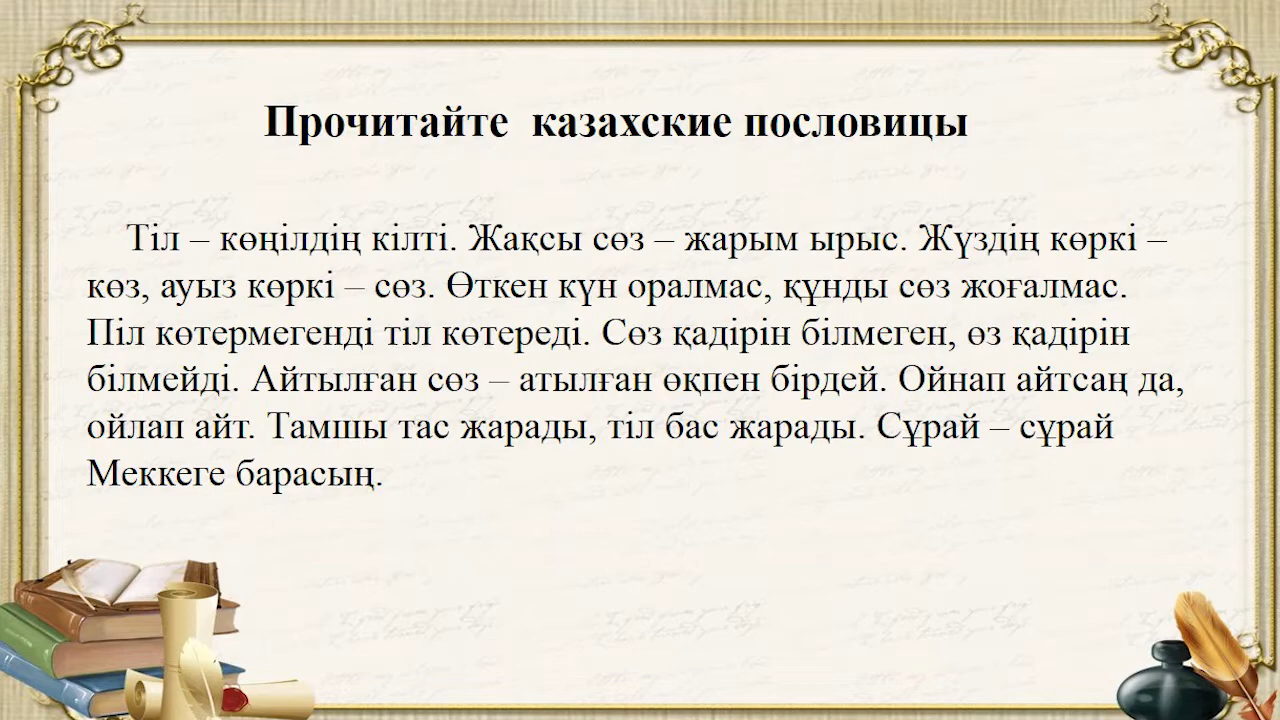 Прочитайте  казахские пословицы
Тіл – көңілдің кілті. Жақсы сөз – жарым ырыс. Жүздің көркі –
көз, ауыз көркі – сөз. Өткен күн оралмас, құнды сөз жоғалмас.
Піл көтермегенді тіл көтереді. Сөз қадірін білмеген, өз қадірін
білмейді. Айтылған сөз – атылған өқпен бірдей. Ойнап айтсаң да,
ойлап айт. Тамшы тас жарады, тіл бас жарады. Сұрай – сұрай
Меккеге барасың.